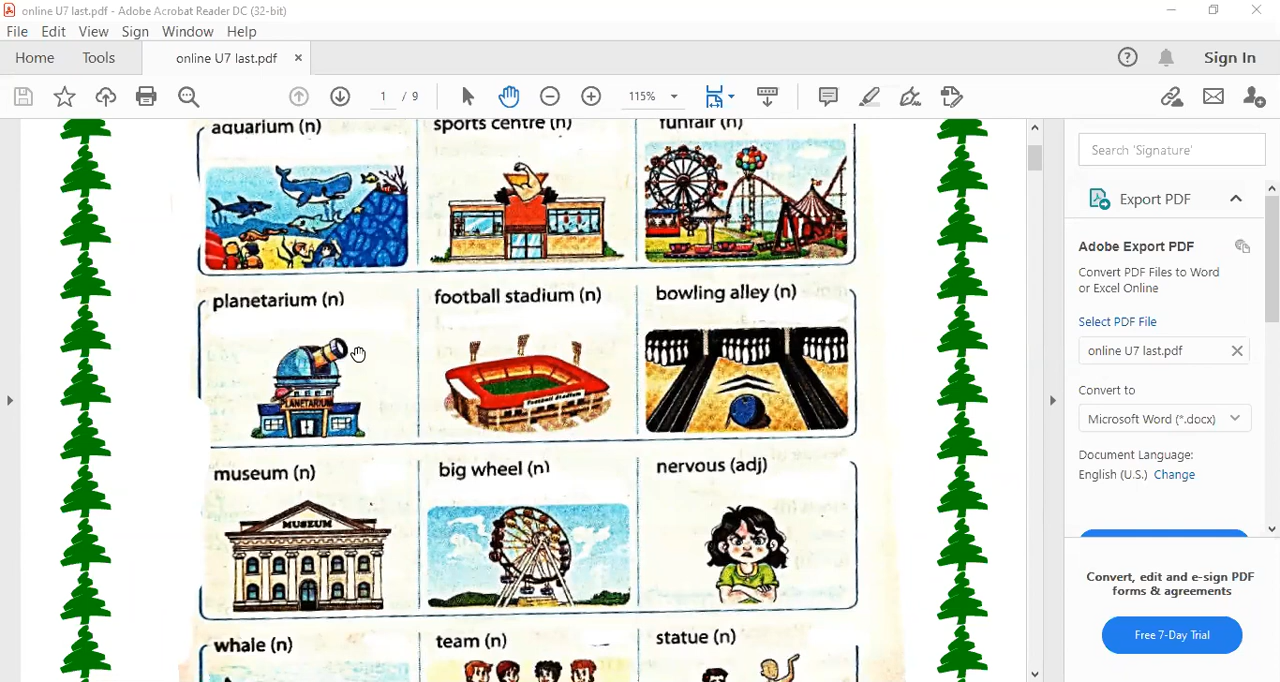 online U7 last.pdf - Adobe Acrobat Reader DC (32-bit)
File Edit View Sign Window Help
Home Tools online U7 last.pdf × Sign In
1 / 9 115%
aquarium (n) sports centre (n) funfair (n)
planetarium (n) football stadium (n) bowling alley (n)
PLANETARIUM Football Stadium
museum (n) big wheel (n) nervous (adj)
MUSEUM
whale (n) team (n) statue (n)
Search 'Signature'
Export PDF
Adobe Export PDF
Convert PDF Files to Word
or Excel Online
Select PDF File
online U7 last.pdf
Convert to
Microsoft Word (*.docx)
Document Language:
English (U.S.) Change
Convert, edit and e-sign PDF
forms & agreements
Free 7-Day Trial